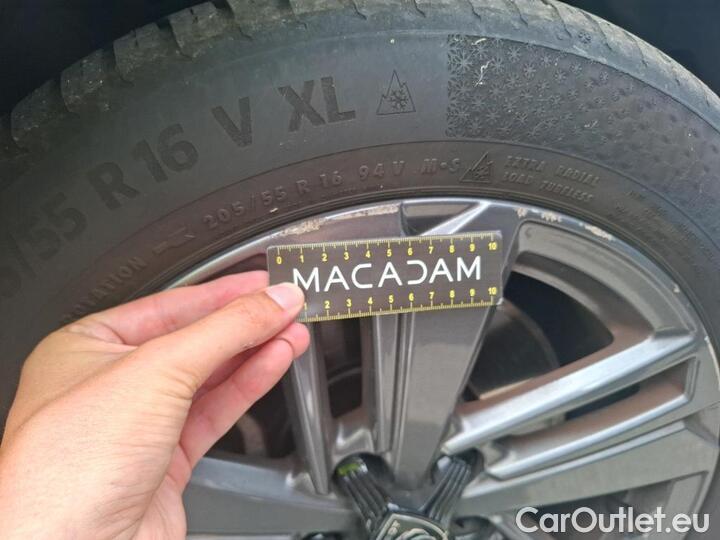 /55 R 16 V XL
205/55 R 16 94 V M+S EXTRA RADIAL
LOAD TUBELESS
0 1 2 3 4 5 6 7 8 9 10
MACADAM
1 2 3 4 5 6 7 8 9 10
CarOutlet.eu